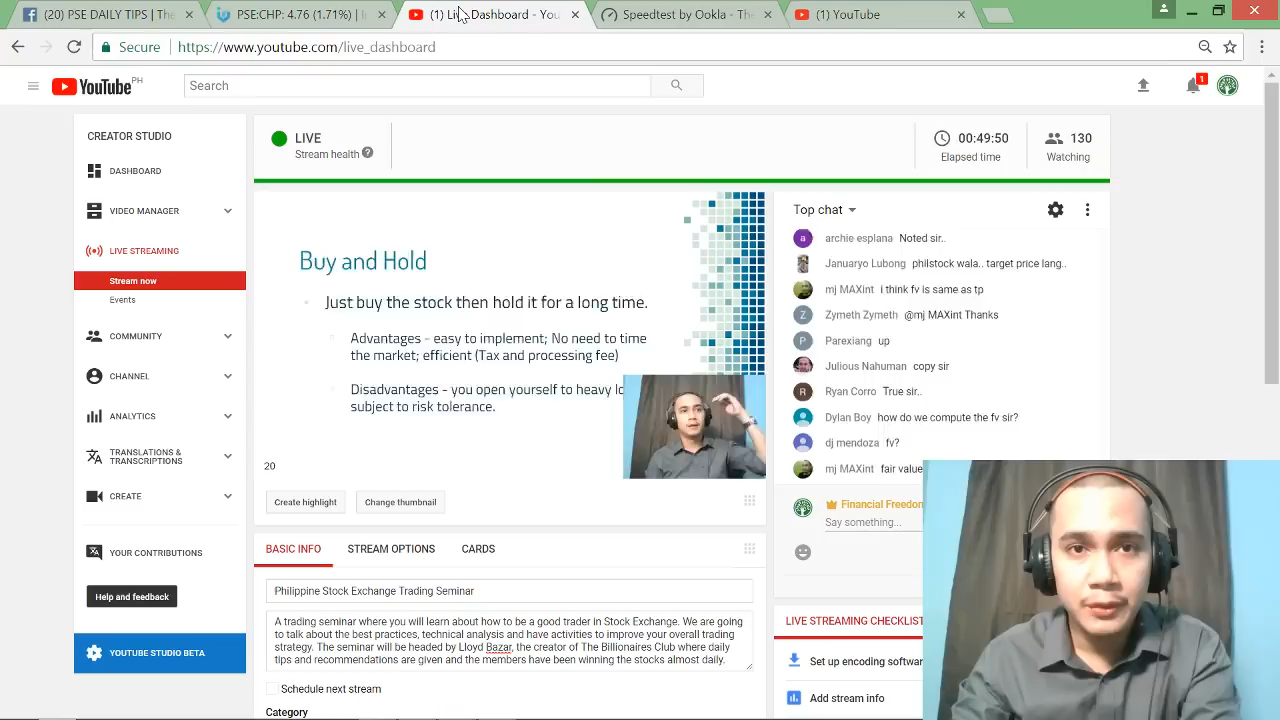 (20) PSE DAILY TIPS | The
PSE:CHP: 4.76 (1.71%) | In
(1) Live Dashboard - You
Speedtest by Ookla - The
(1) YouTube
Secure
https://www.youtube.com/live_dashboard
YouTube PH
Search
1
CREATOR STUDIO
DASHBOARD
VIDEO MANAGER
LIVE STREAMING
Stream now
Events
COMMUNITY
CHANNEL
ANALYTICS
TRANSLATIONS &
TRANSCRIPTIONS
CREATE
YOUR CONTRIBUTIONS
Help and feedback
YOUTUBE STUDIO BETA
LIVE
Stream health
00:49:50
Elapsed time
130
Watching
Buy and Hold
Just buy the stock then hold it for a long time.
Advantages - easy to implement; No need to time
the market; efficient (Tax and processing fee)
Disadvantages - you open yourself to heavy
subject to risk tolerance.
20
Create highlight
Change thumbnail
BASIC INFO
STREAM OPTIONS
CARDS
Philippine Stock Exchange Trading Seminar
A trading seminar where you will learn about how to be a good trader in Stock Exchange. We are going
to talk about the best practices, technical analysis and have activities to improve your overall trading
strategy. The seminar will be headed by Lloyd Bazar, the creator of The Billionaires Club where daily
tips and recommendations are given and the members have been winning the stocks almost daily.
Schedule next stream
Category
Top chat
a archie esplana Noted sir..
Januaryo Lubong philstock wala.. target price lang..
mj MAXint i think fv is same as tp
Z Zymeth Zymeth @mj MAXint Thanks
P Parexiang up
Julious Nahuman copy sir
R Ryan Corro True sir..
Dylan Boy how do we compute the fv sir?
dj mendoza fv?
mj MAXint fair value
Financial Freedom
Say something...
LIVE STREAMING CHECKLIST
Set up encoding software
Add stream info